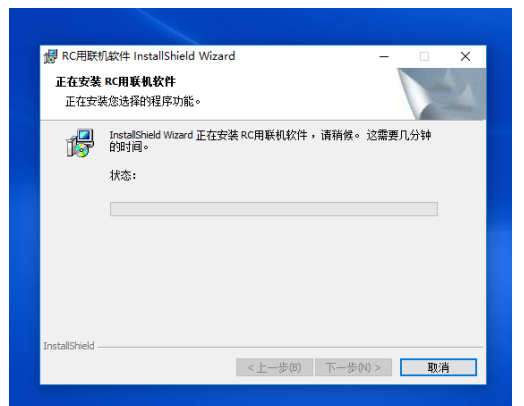 RC用联机软件 InstallShield Wizard
正在安装 RC用联机软件
正在安装您选择的程序功能。
InstallShield Wizard 正在安装 RC用联机软件，请稍候。 这需要几分钟
的时间。
状态：
InstallShield
<上一步(B) 下一步(N) > 取消